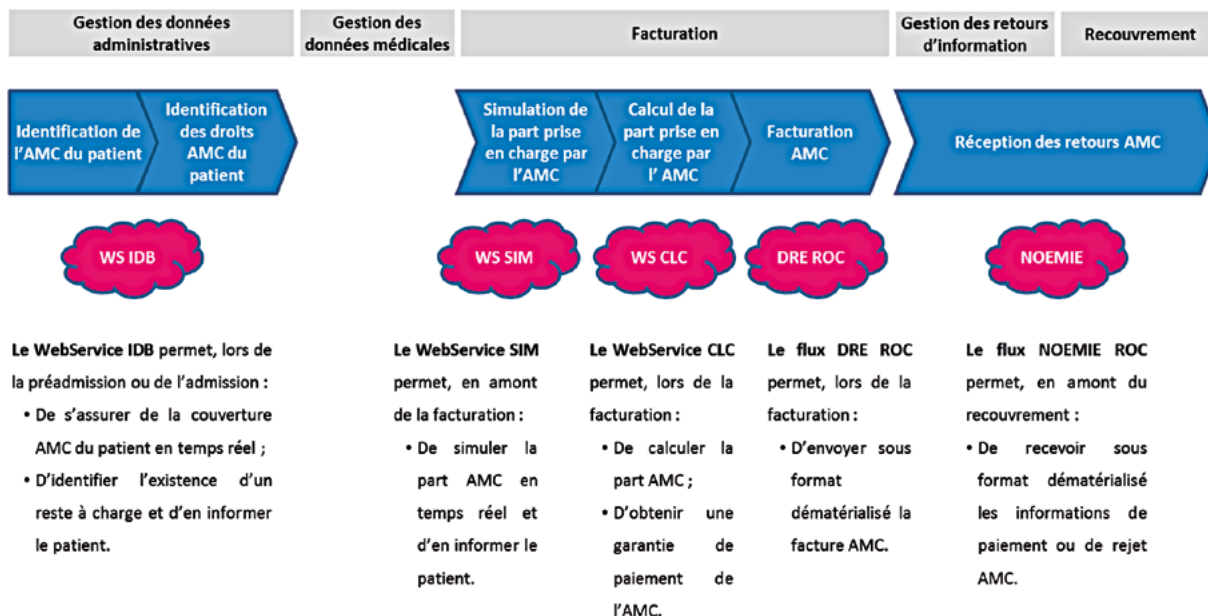 Gestion des données
administratives
Gestion des
données médicales
Facturation
Gestion des retours
d'information
Recouvrement
Identification de
l'AMC du patient
Identification
des droits
AMC du
patient
Simulation de
la part prise
en charge par
l'AMC
Calcul de la
part prise en
charge par
l' AMC
Facturation
AMC
Réception des retours AMC
WS IDB
WS SIM
WS CLC
DRE ROC
NOEMIE
Le WebService IDB permet, lors de
la préadmission ou de l'admission :
• De s'assurer de la couverture
AMC du patient en temps réel ;
• D'identifier l'existence d'un
reste à charge et d'en informer
le patient.
Le WebService SIM
permet, en amont
de la facturation :
• De simuler la
part AMC en
temps réel et
d'en informer le
patient.
Le WebService CLC
permet, lors de la
facturation :
• De calculer la
part AMC ;
• D'obtenir une
garantie de
paiement de
l'AMC.
Le flux DRE ROC
permet, lors de la
facturation :
• D'envoyer sous
format
dématérialisé la
facture AMC.
Le flux NOEMIE ROC
permet, en amont du
recouvrement :
• De recevoir sous
format dématérialisé
les informations de
paiement ou de rejet
AMC.